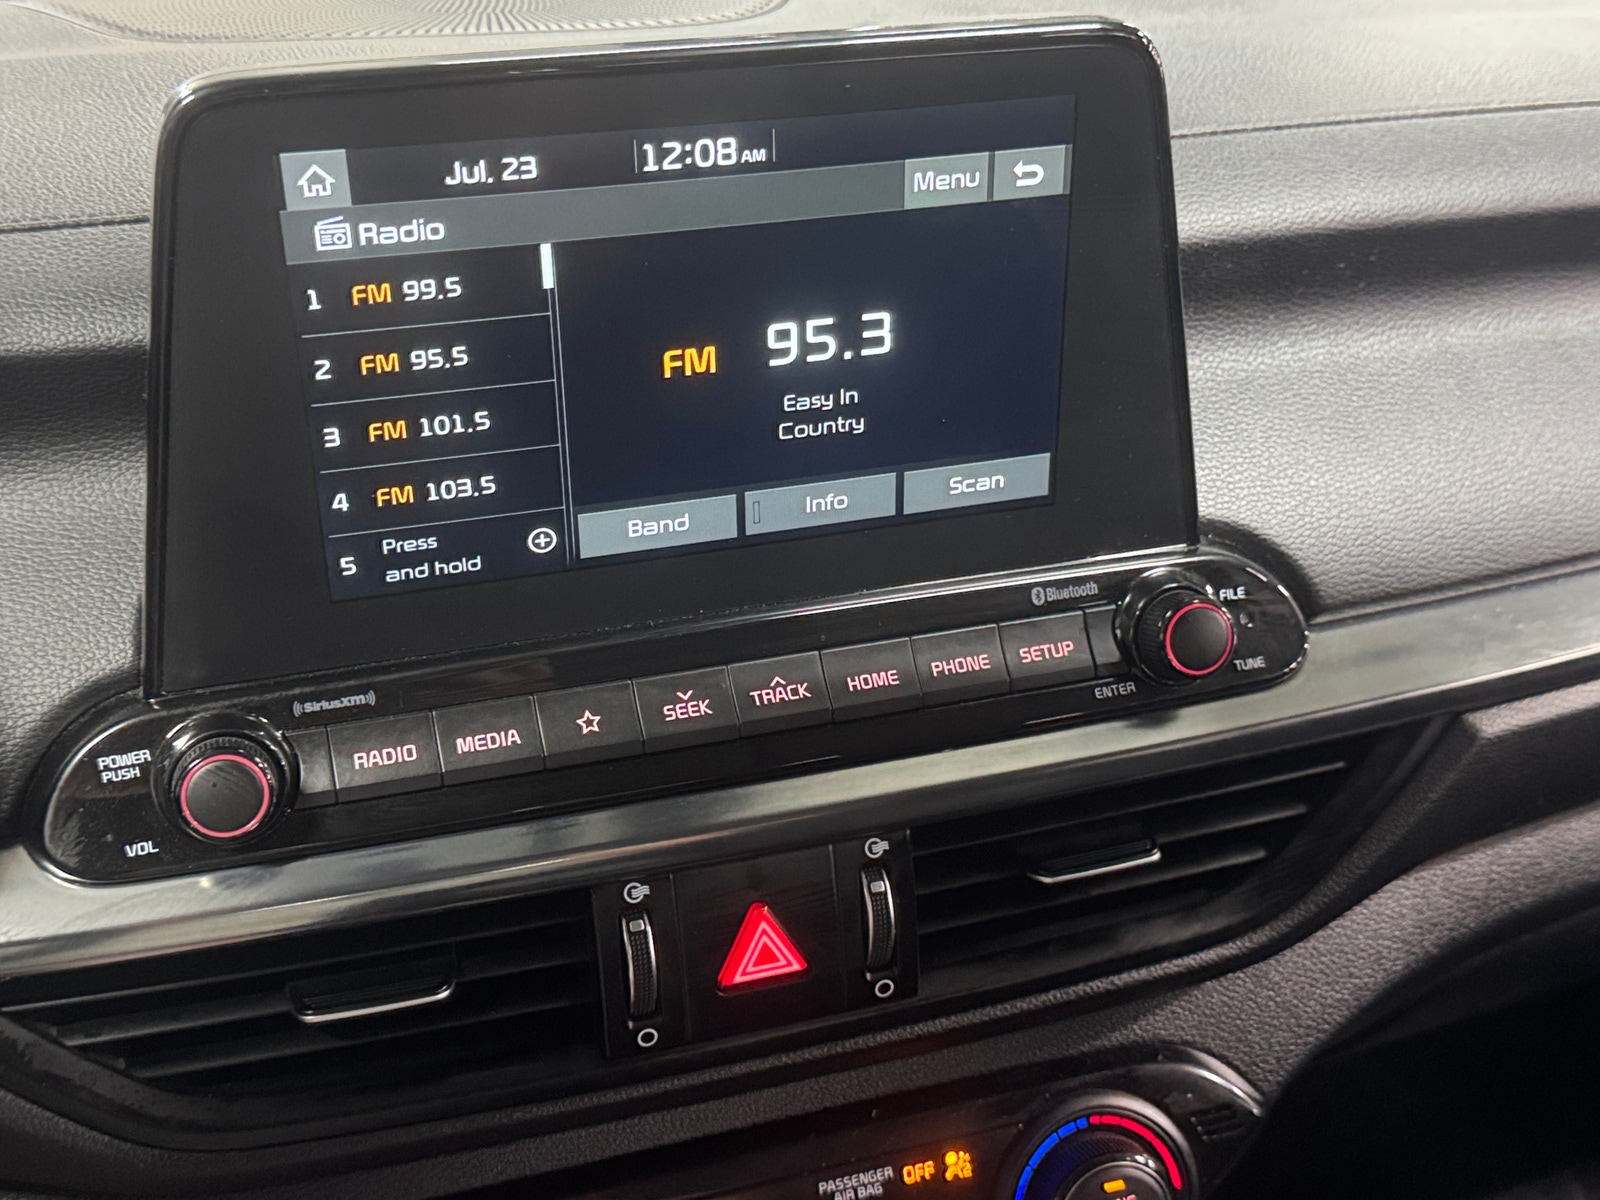 Jul. 23
12:08 AM
Menu
Radio
1 FM 99.5
2 FM 95.5
3 FM 101.5
4 FM 103.5
5 Press
and hold
FM 95.3
Easy In
Country
Band
Info
Scan
Bluetooth
FILE
TUNE
ENTER
((SiriusXM))
POWER
PUSH
VOL
RADIO
MEDIA
SEEK
TRACK
HOME
PHONE
SETUP
PASSENGER
AIR BAG
OFF